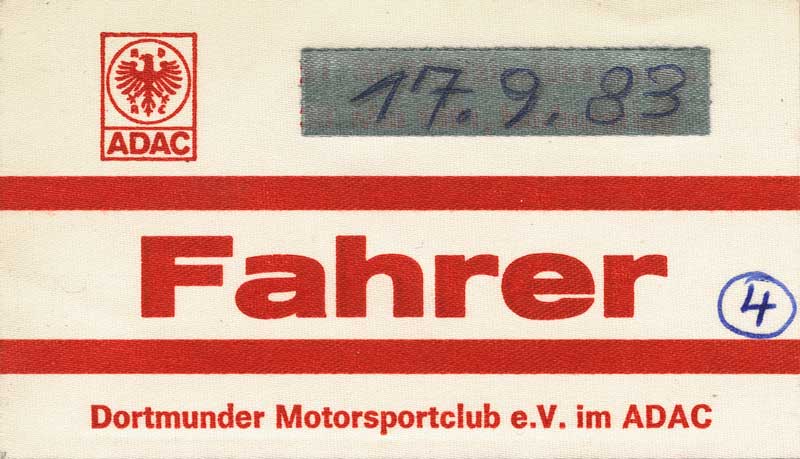 ADAC
17.9.83
Fahrer
4
Dortmunder Motorsportclub e.V. im ADAC